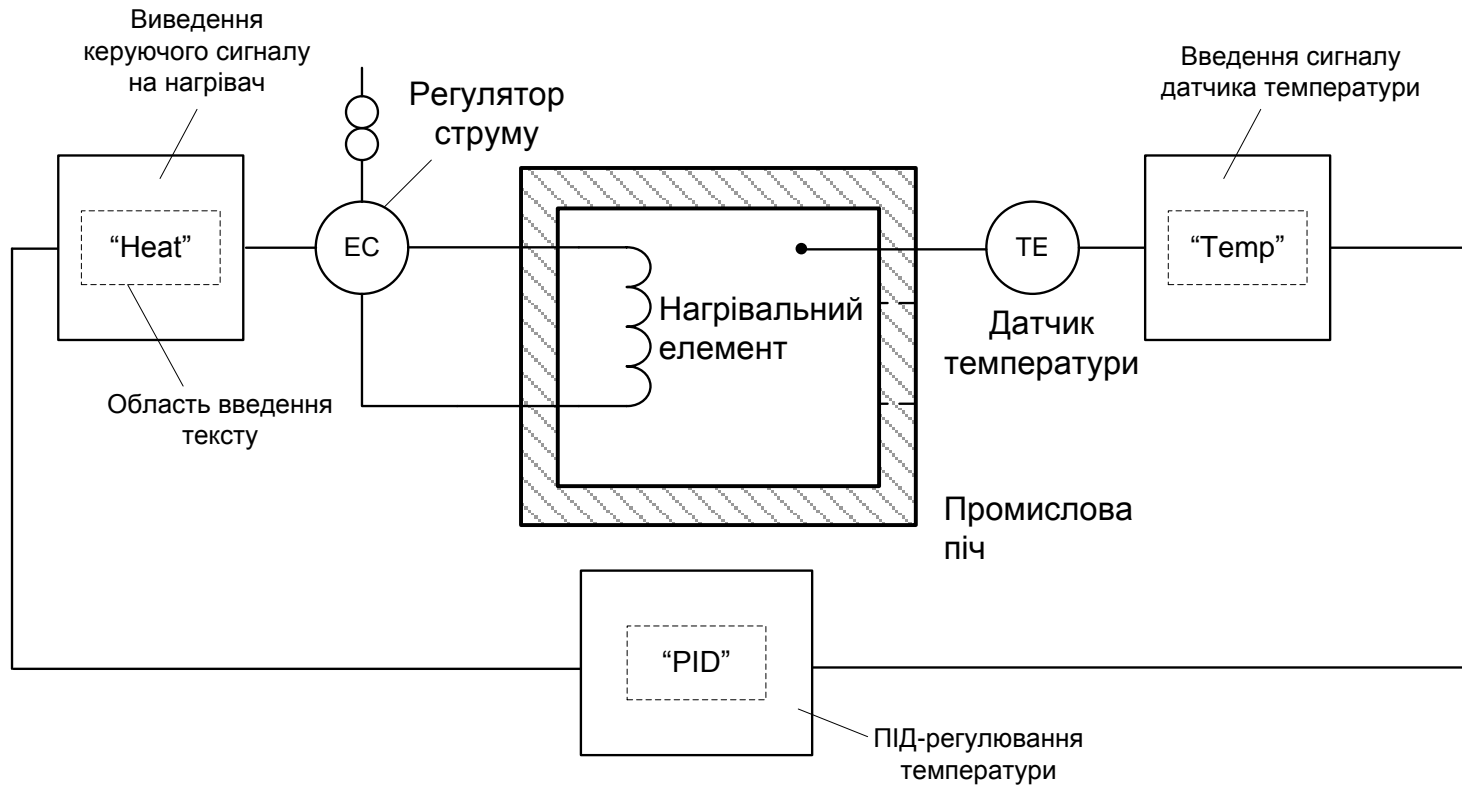 Виведення
керуючого сигналу
на нагрівач
Регулятор
струму
Введення сигналу
датчика температури
“Heat”
EC
Нагрівальний
елемент
TE
“Temp”
Датчик
температури
Область введення
тексту
Промислова
піч
“PID”
ПІД-регулювання
температури